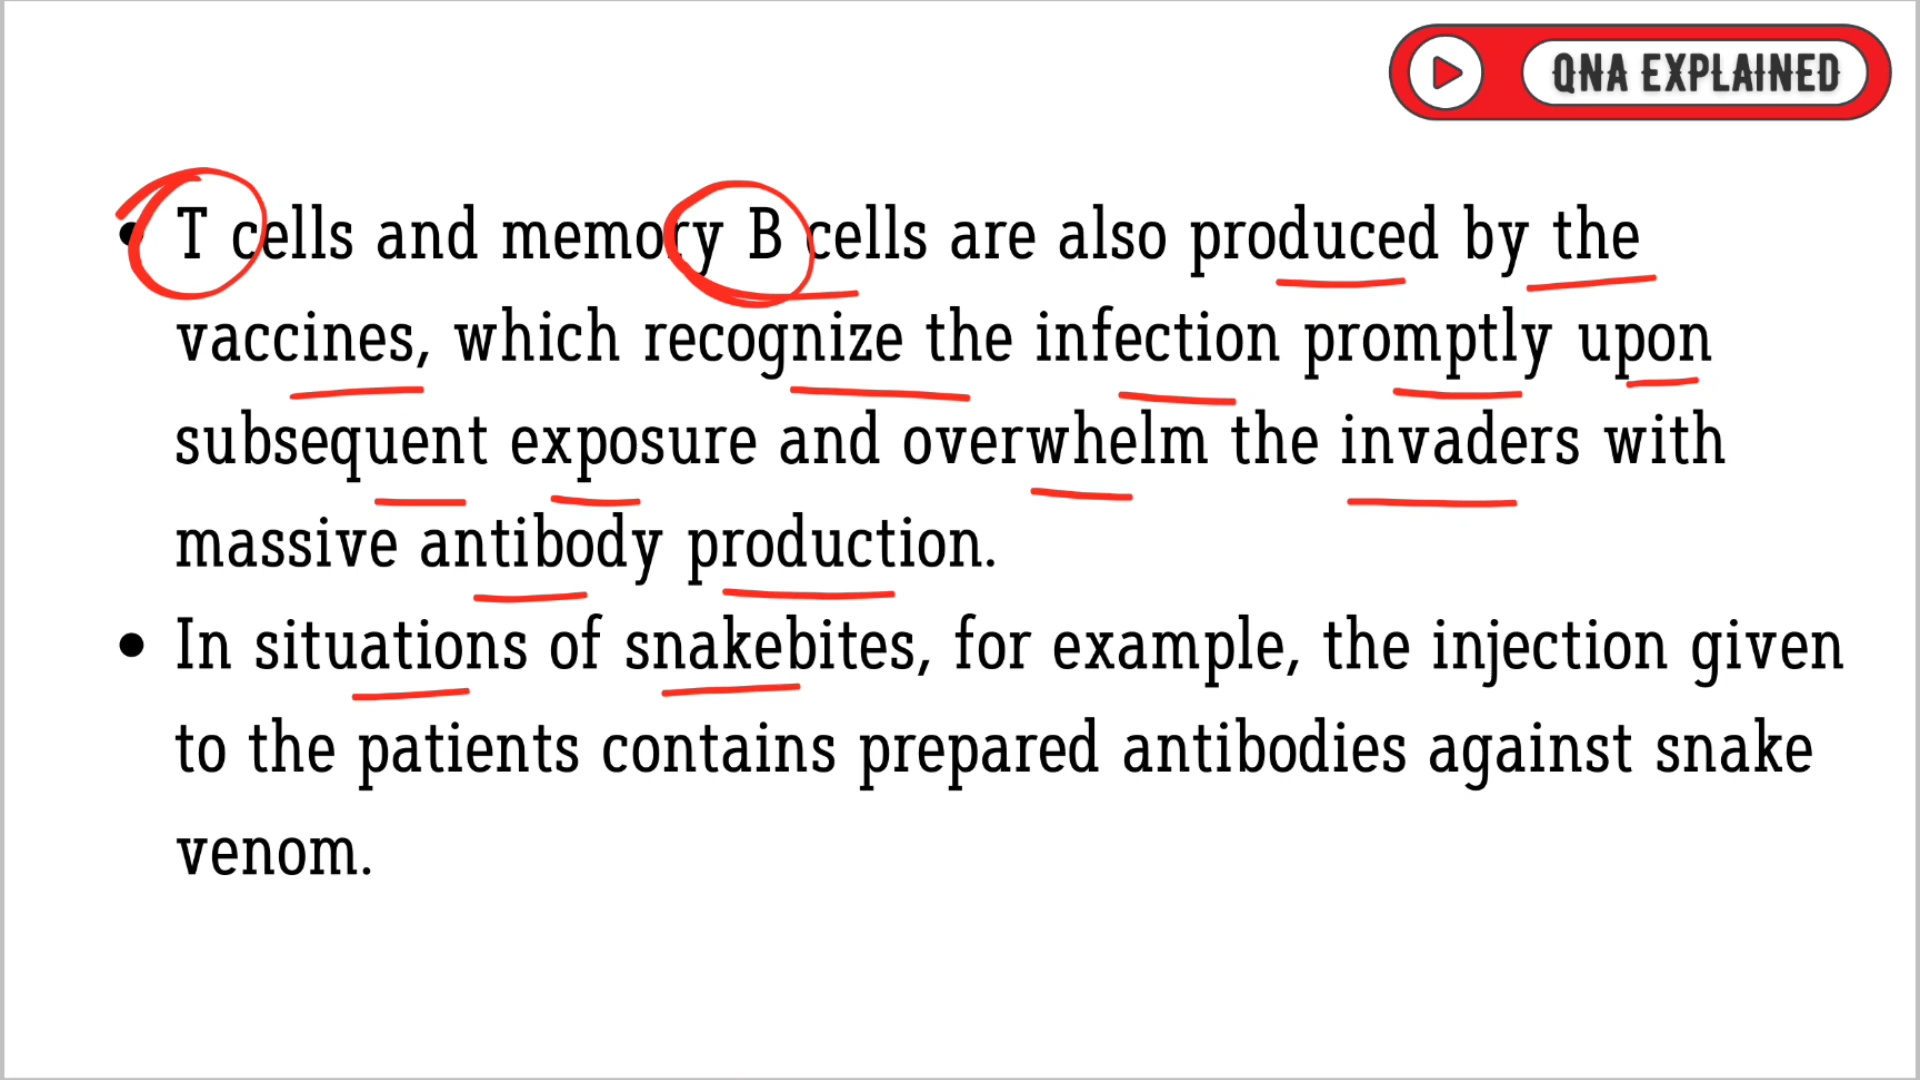 QNA EXPLAINED
• T cells and memory B cells are also produced by the
vaccines, which recognize the infection promptly upon
subsequent exposure and overwhelm the invaders with
massive antibody production.
• In situations of snakebites, for example, the injection given
to the patients contains prepared antibodies against snake
venom.